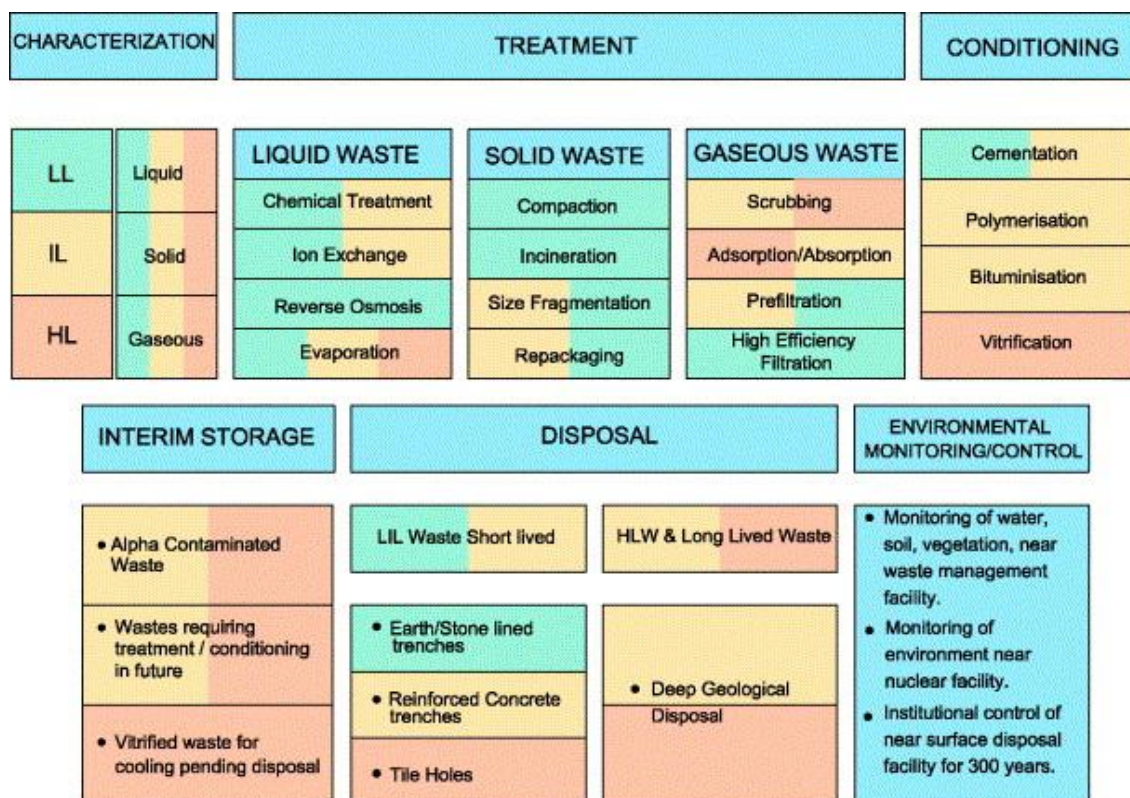 CHARACTERIZATION
TREATMENT
CONDITIONING
LL
IL
HL
Liquid
Solid
Gaseous
LIQUID WASTE
Chemical Treatment
Ion Exchange
Reverse Osmosis
Evaporation
SOLID WASTE
Compaction
Incineration
Size Fragmentation
Repackaging
GASEOUS WASTE
Scrubbing
Adsorption/Absorption
Prefiltration
High Efficiency
Filtration
Cementation
Polymerisation
Bituminisation
Vitrification
INTERIM STORAGE
DISPOSAL
ENVIRONMENTAL
MONITORING/CONTROL
• Alpha Contaminated
Waste
• Wastes requiring
treatment / conditioning
in future
• Vitrified waste for
cooling pending disposal
LIL Waste Short lived
• Earth/Stone lined
trenches
• Reinforced Concrete
trenches
• Tile Holes
HLW & Long Lived Waste
• Deep Geological
Disposal
• Monitoring of water,
soil, vegetation, near
waste management
facility.
• Monitoring of
environment near
nuclear facility.
• Institutional control of
near surface disposal
facility for 300 years.